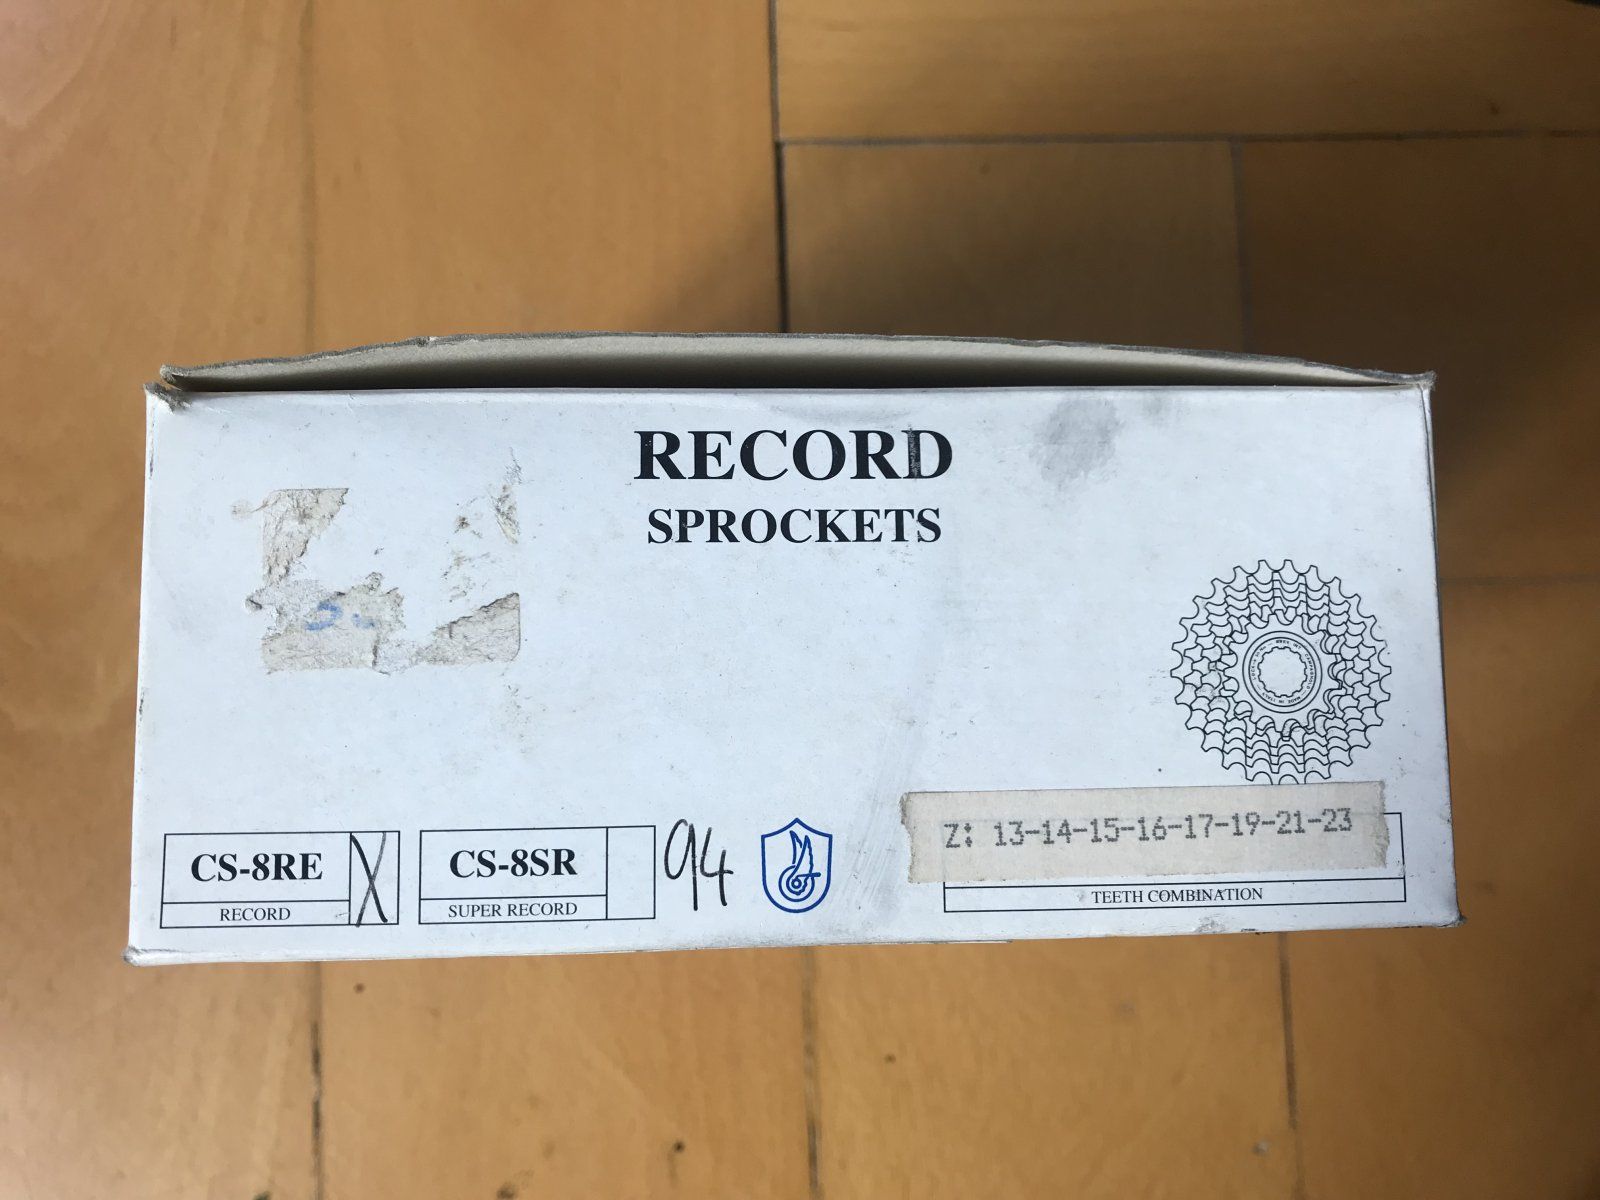 RECORD
SPROCKETS
Z: 13-14-15-16-17-19-21-23
CS-8RE X
RECORD
CS-8SR
SUPER RECORD
94
TEETH COMBINATION